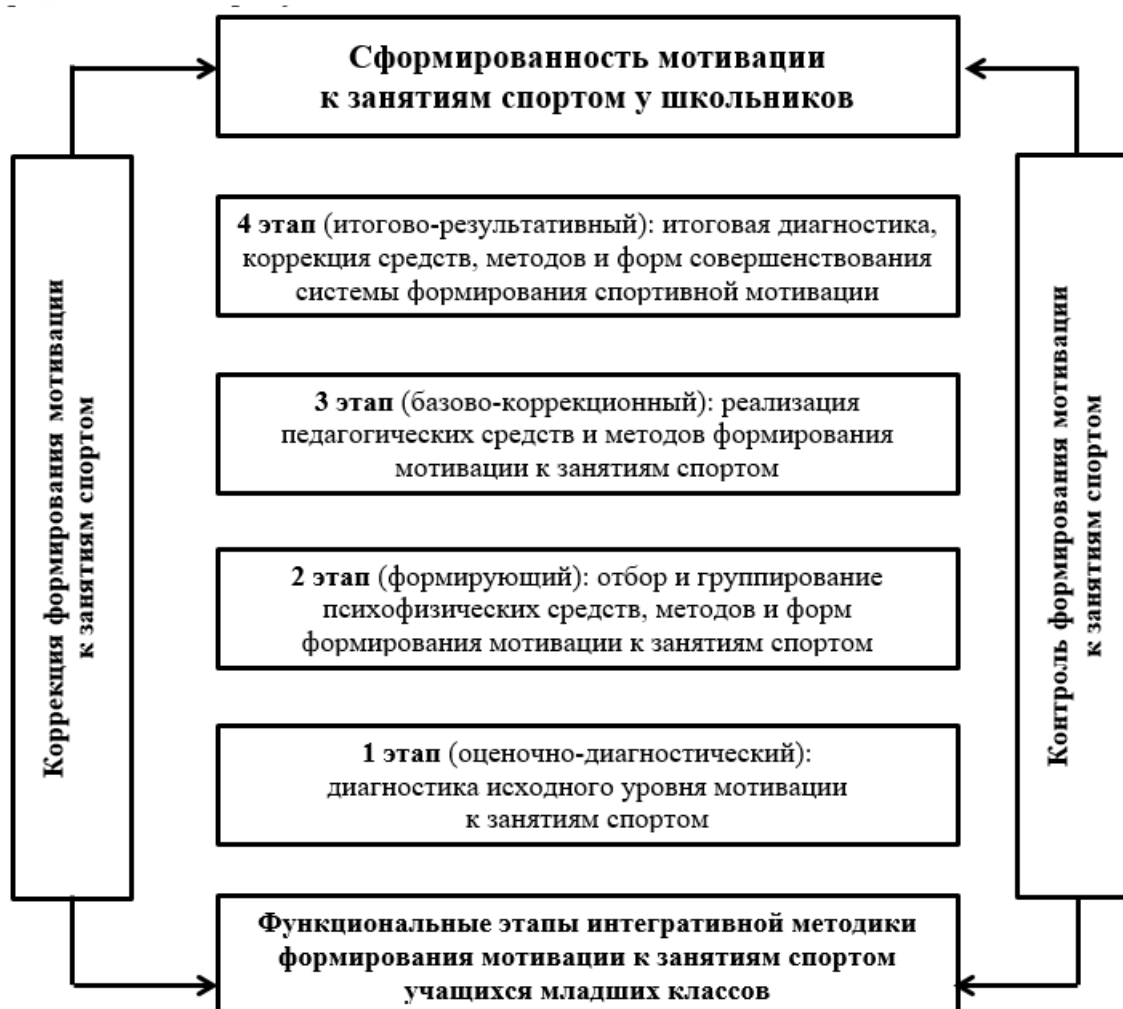 Сформированность мотивации
к занятиям спортом у школьников
Коррекция формирования мотивации
к занятиям спортом
4 этап (итогово-результативный): итоговая диагностика,
коррекция средств, методов и форм совершенствования
системы формирования спортивной мотивации
3 этап (базово-коррекционный): реализация
педагогических средств и методов формирования
мотивации к занятиям спортом
2 этап (формирующий): отбор и группирование
психофизических средств, методов и форм
формирования мотивации к занятиям спортом
1 этап (оценочно-диагностический):
диагностика исходного уровня мотивации
к занятиям спортом
Контроль формирования мотивации
к занятиям спортом
Функциональные этапы интегративной методики
формирования мотивации к занятиям спортом
учащихся младших классов